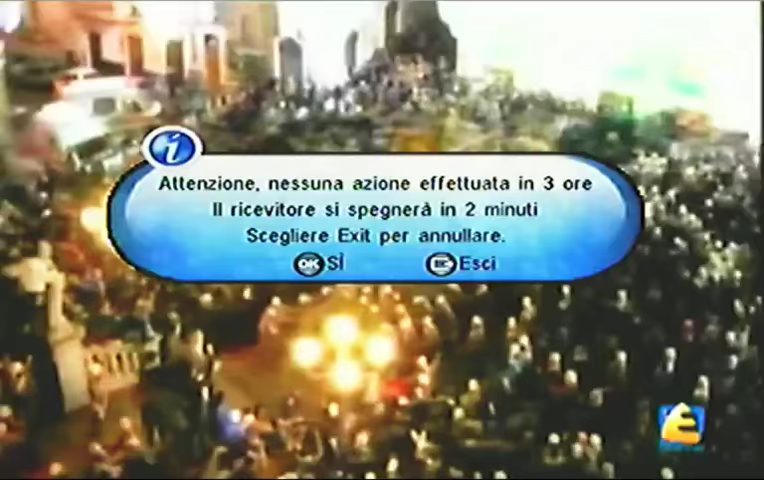 Attenzione, nessuna azione effettuata in 3 ore
Il ricevitore si spegnerà in 2 minuti
Scegliere Exit per annullare.
OK SÌ
Esci